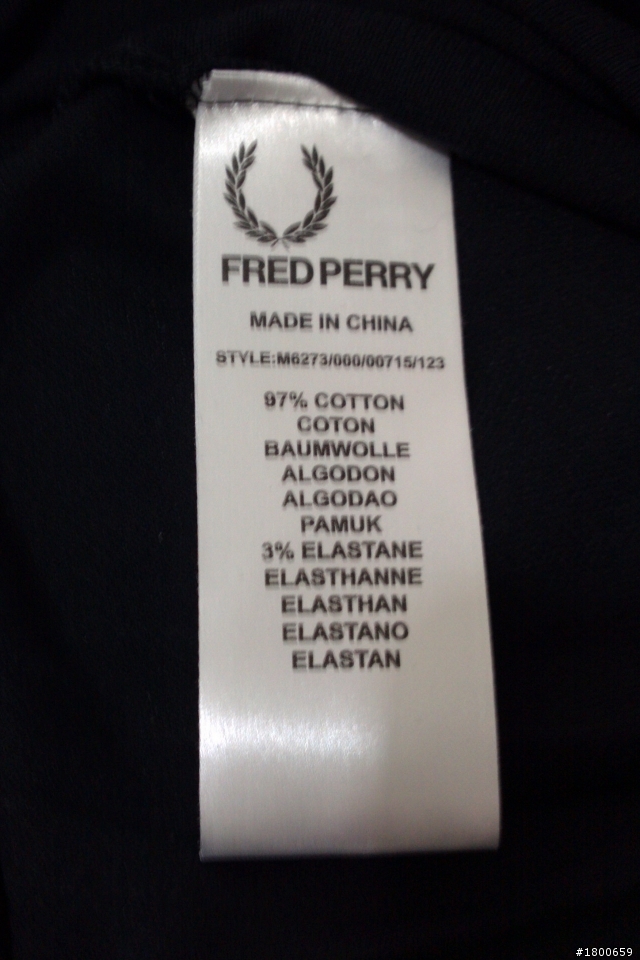 FRED PERRY
MADE IN CHINA
STYLE:M6273/000/00715/123
97% COTTON
COTON
BAUMWOLLE
ALGODON
ALGODAO
PAMUK
3% ELASTANE
ELASTHANNE
ELASTHAN
ELASTANO
ELASTAN
#1800659